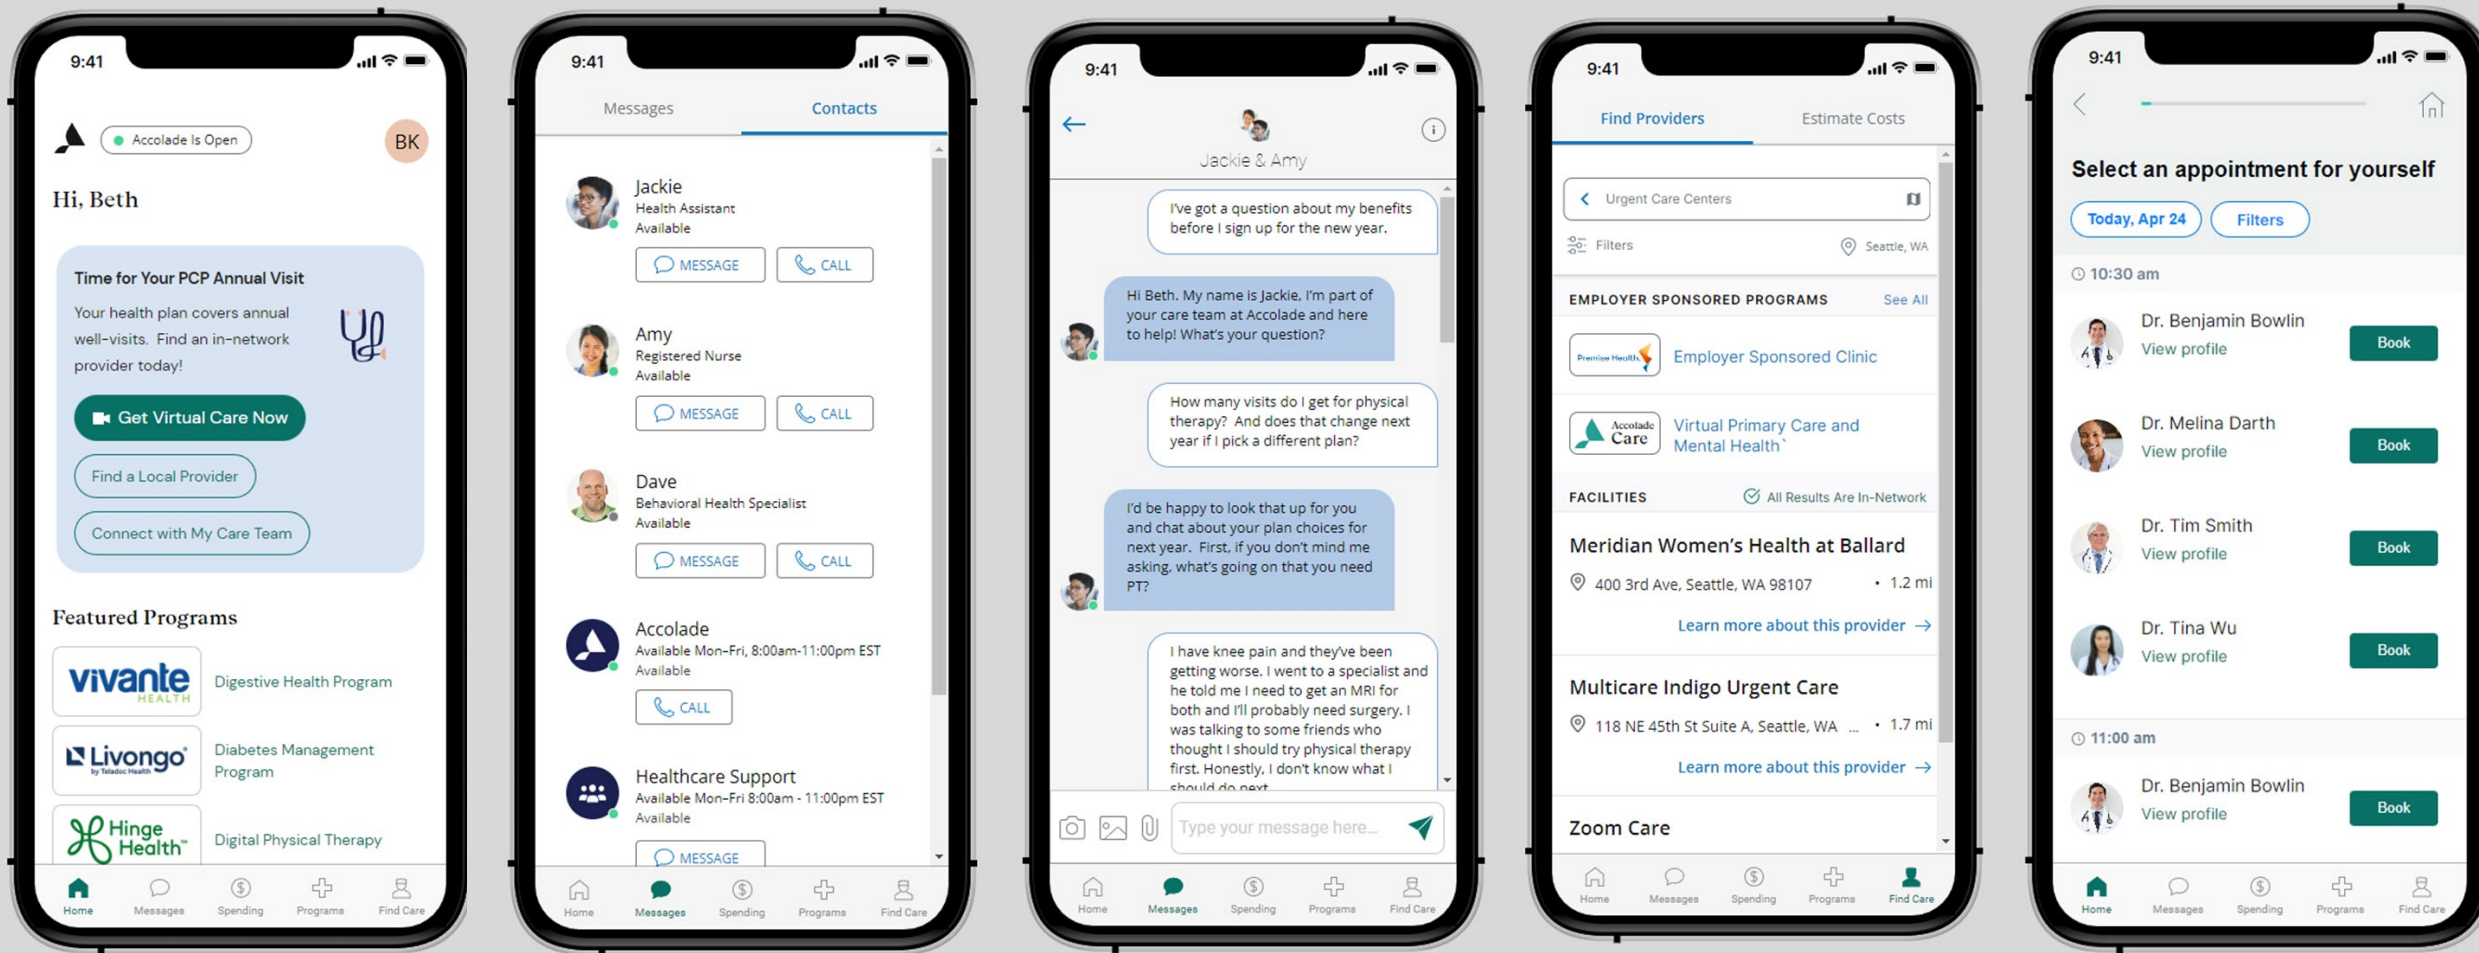 9:41
Accolade Is Open
BK
Hi, Beth
Time for Your PCP Annual Visit
Your health plan covers annual
well-visits. Find an in-network
provider today!
Get Virtual Care Now
Find a Local Provider
Connect with My Care Team
Featured Programs
vivante
HEALTH
Digestive Health Program
Livongo
by Teladoc Health
Diabetes Management
Program
Hinge
Health™
Digital Physical Therapy
Home Messages Spending Programs Find Care
9:41
Messages Contacts
Jackie
Health Assistant
Available
MESSAGE CALL
Amy
Registered Nurse
Available
MESSAGE CALL
Dave
Behavioral Health Specialist
Available
MESSAGE CALL
Accolade
Available Mon–Fri, 8:00am-11:00pm EST
Available
CALL
Healthcare Support
Available Mon–Fri 8:00am - 11:00pm EST
Available
MESSAGE
Home Messages Spending Programs Find Care
9:41
Jackie & Amy
I've got a question about my benefits
before I sign up for the new year.
Hi Beth. My name is Jackie, I'm part of
your care team at Accolade and here
to help! What's your question?
How many visits do I get for physical
therapy? And does that change next
year if I pick a different plan?
I'd be happy to look that up for you
and chat about your plan choices for
next year. First, if you don't mind me
asking, what's going on that you need
PT?
I have knee pain and they've been
getting worse. I went to a specialist and
he told me I need to get an MRI for
both and I'll probably need surgery. I
was talking to some friends who
thought I should try physical therapy
first. Honestly, I don't know what I
should do next
Type your message here...
Home Messages Spending Programs Find Care
9:41
Find Providers Estimate Costs
Urgent Care Centers
Filters Seattle, WA
EMPLOYER SPONSORED PROGRAMS See All
Premise Health.
Employer Sponsored Clinic
Accolade
Care
Virtual Primary Care and
Mental Health`
FACILITIES All Results Are In-Network
Meridian Women's Health at Ballard
400 3rd Ave, Seattle, WA 98107 • 1.2 mi
Learn more about this provider →
Multicare Indigo Urgent Care
118 NE 45th St Suite A, Seattle, WA ... • 1.7 mi
Learn more about this provider →
Zoom Care
Home Messages Spending Programs Find Care
9:41
Select an appointment for yourself
Today, Apr 24 Filters
10:30 am
Dr. Benjamin Bowlin
View profile
Book
Dr. Melina Darth
View profile
Book
Dr. Tim Smith
View profile
Book
Dr. Tina Wu
View profile
Book
11:00 am
Dr. Benjamin Bowlin
View profile
Book
Home Messages Spending Programs Find Care